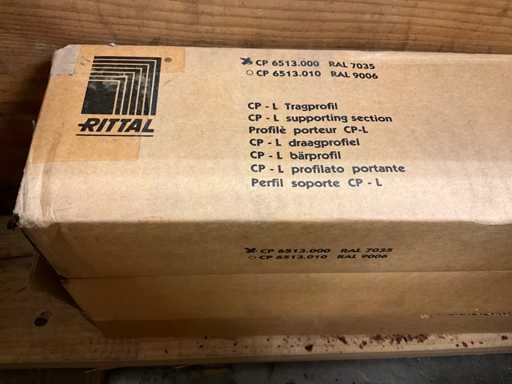 CP 6513.000 RAL 7035
CP 6513.010 RAL 9006
RITTAL
CP - L Tragprofil
CP - L supporting section
Profilè porteur CP-L
CP - L draagprofiel
CP - L bärprofil
CP - L profilato portante
Perfil soporte CP - L
CP 6513.000 RAL 7035
CP 6513.010 RAL 9006